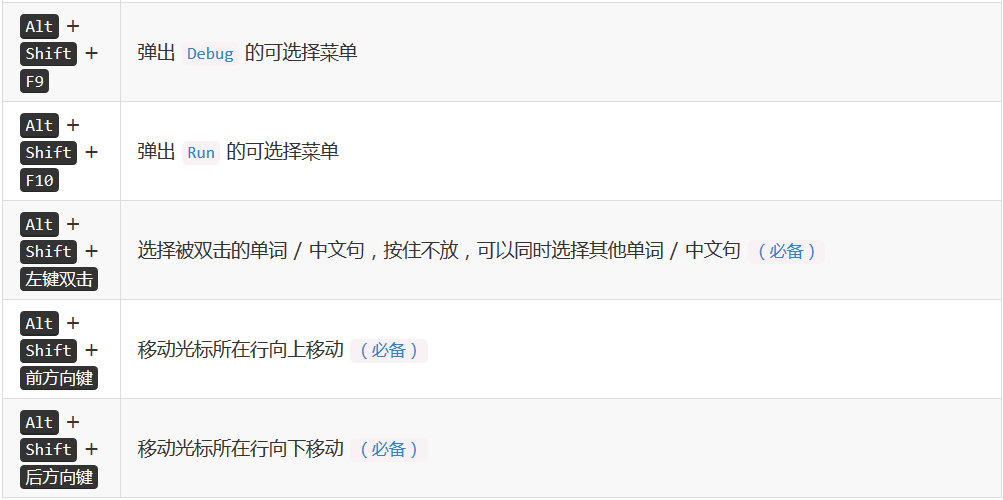 Alt +
Shift +
F9
弹出 Debug 的可选择菜单
Alt +
Shift +
F10
弹出 Run 的可选择菜单
Alt +
Shift +
左键双击
选择被双击的单词 / 中文句，按住不放，可以同时选择其他单词 / 中文句 （必备）
Alt +
Shift +
前方向键
移动光标所在行向上移动 （必备）
Alt +
Shift +
后方向键
移动光标所在行向下移动 （必备）